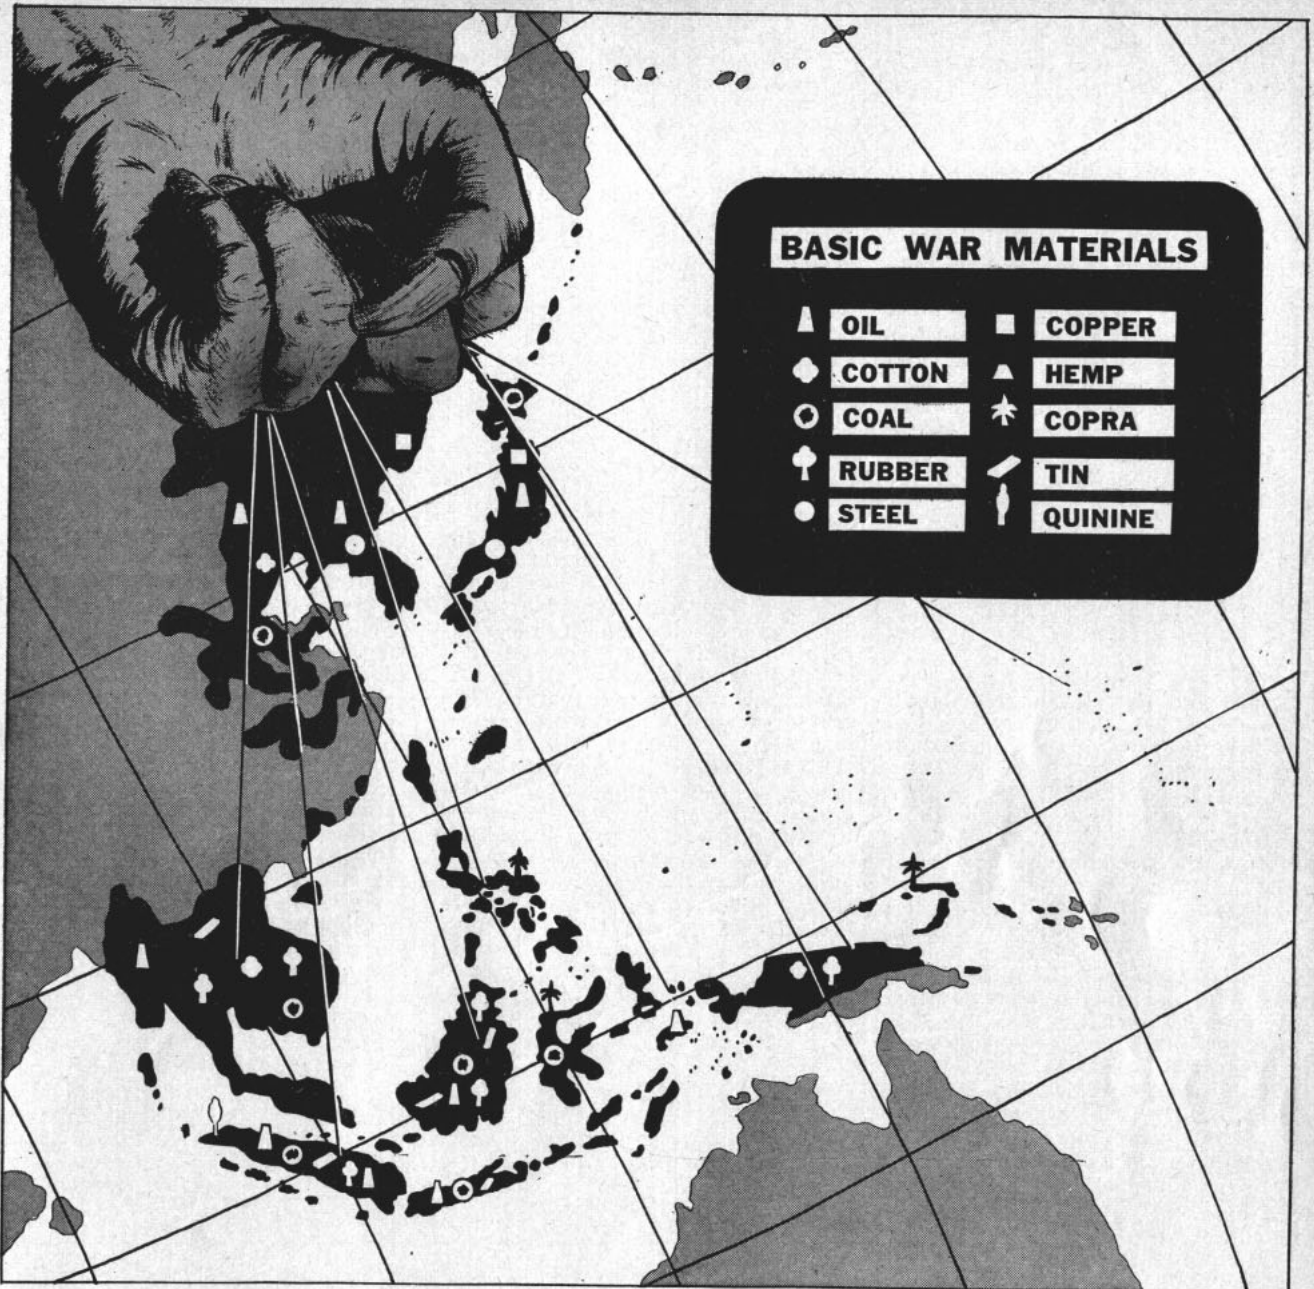 BASIC WAR MATERIALS
OIL
COTTON
COAL
RUBBER
STEEL
COPPER
HEMP
COPRA
TIN
QUININE